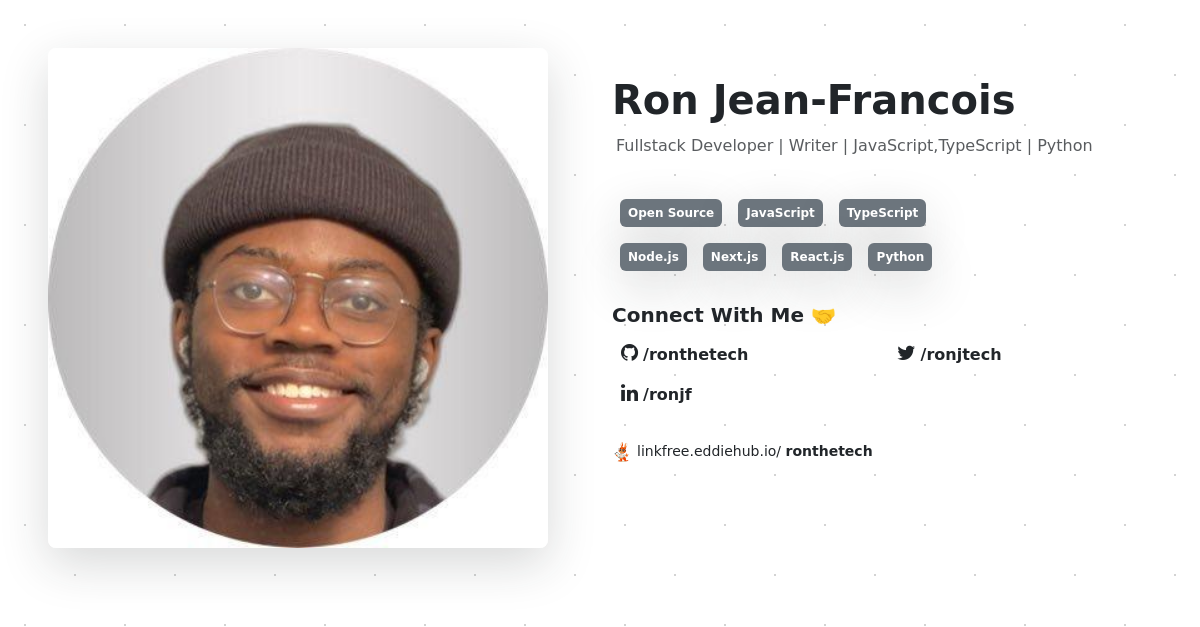 Ron Jean-Francois
Fullstack Developer | Writer | JavaScript,TypeScript | Python
Open Source JavaScript TypeScript
Node.js Next.js React.js Python
Connect With Me 🤝
/ronthetech /ronjtech
/ronjf
linkfree.eddiehub.io/ ronthetech